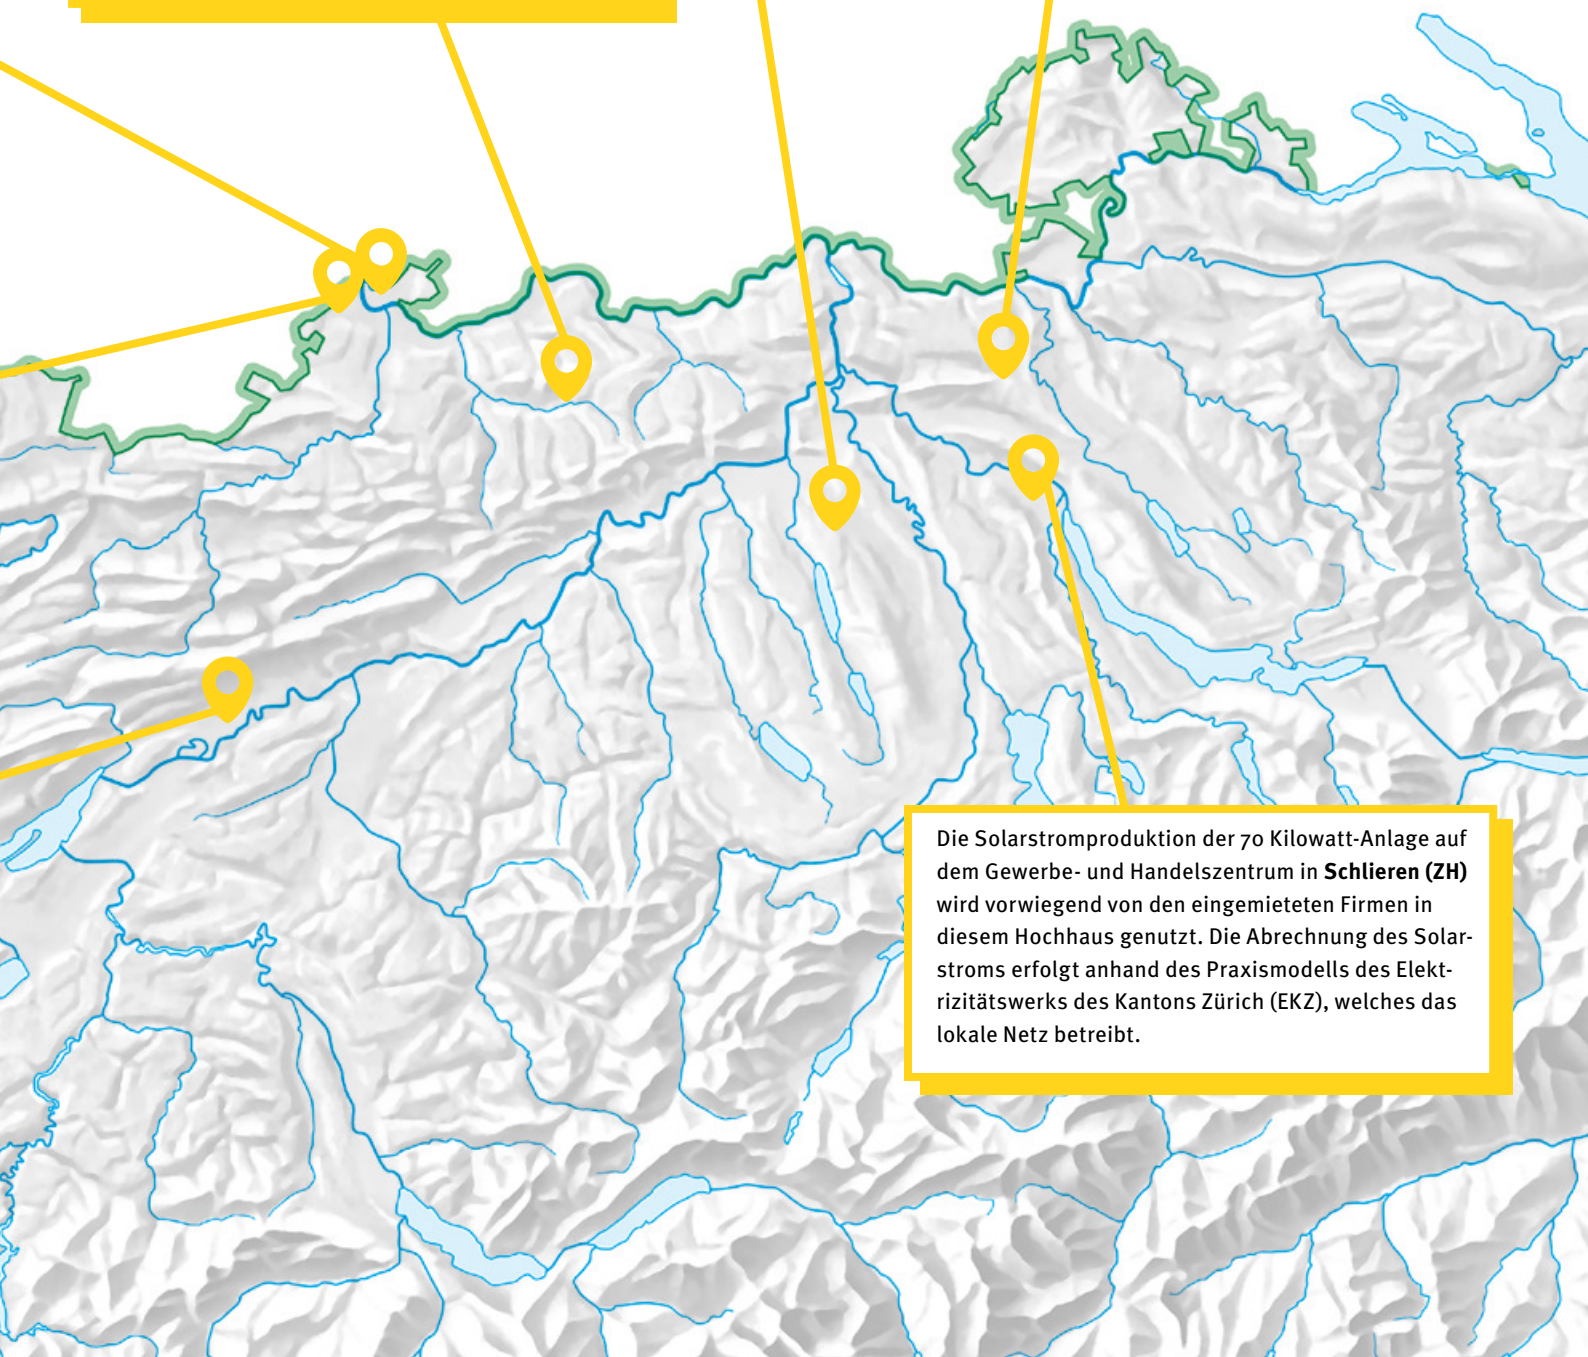 Die Solarstromproduktion der 70 Kilowatt-Anlage auf
dem Gewerbe- und Handelszentrum in Schlieren (ZH)
wird vorwiegend von den eingemieteten Firmen in
diesem Hochhaus genutzt. Die Abrechnung des Solar-
stroms erfolgt anhand des Praxismodells des Elekt-
rizitätswerks des Kantons Zürich (EKZ), welches das
lokale Netz betreibt.